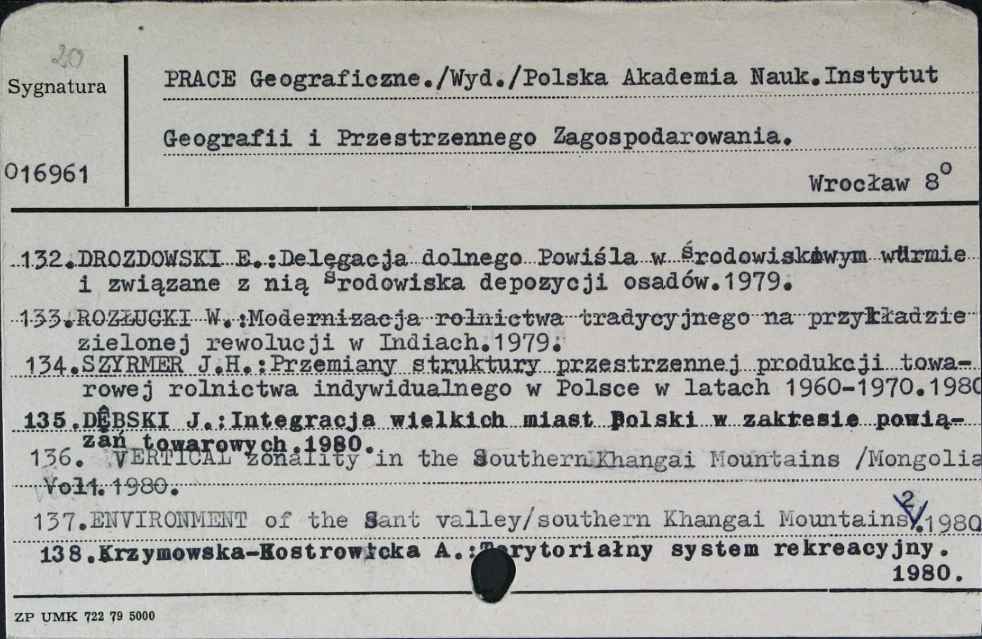 20
Sygnatura
PRACE Geograficzne./Wyd./Polska Akademia Nauk.Instytut
Geografii i Przestrzennego Zagospodarowania.
016961
Wrocław 8°
132.DROZDOWSKI E.:Delęgacja dolnego Powiśla w środowiskowym würmie
i związane z nią środowiska depozycji osadów.1979.
133.ROZŁUCKI W.:Modernizacja rolnictwa tradycyjnego na przykładzie
zielonej rewolucji w Indiach.1979.
134.SZYRMER J.H.:Przemiany struktury przestrzennej produkcji towa-
rowej rolnictwa indywidualnego w Polsce w latach 1960-1970.1980
135.DĘBSKI J.:Integracja wielkich miast Polski w zakresie powią-
zań towarowych.1980.
136. VERTICAL zonality in the Southern Khangai Mountains /Mongolia
Vol1.1980.
137.ENVIRONMENT of the Sant valley/southern Khangai Mountains/.1980
2
138.Krzymowska-Kostrowicka A.:Terytorialny system rekreacyjny.
1980.
ZP UMK 722 79 5000